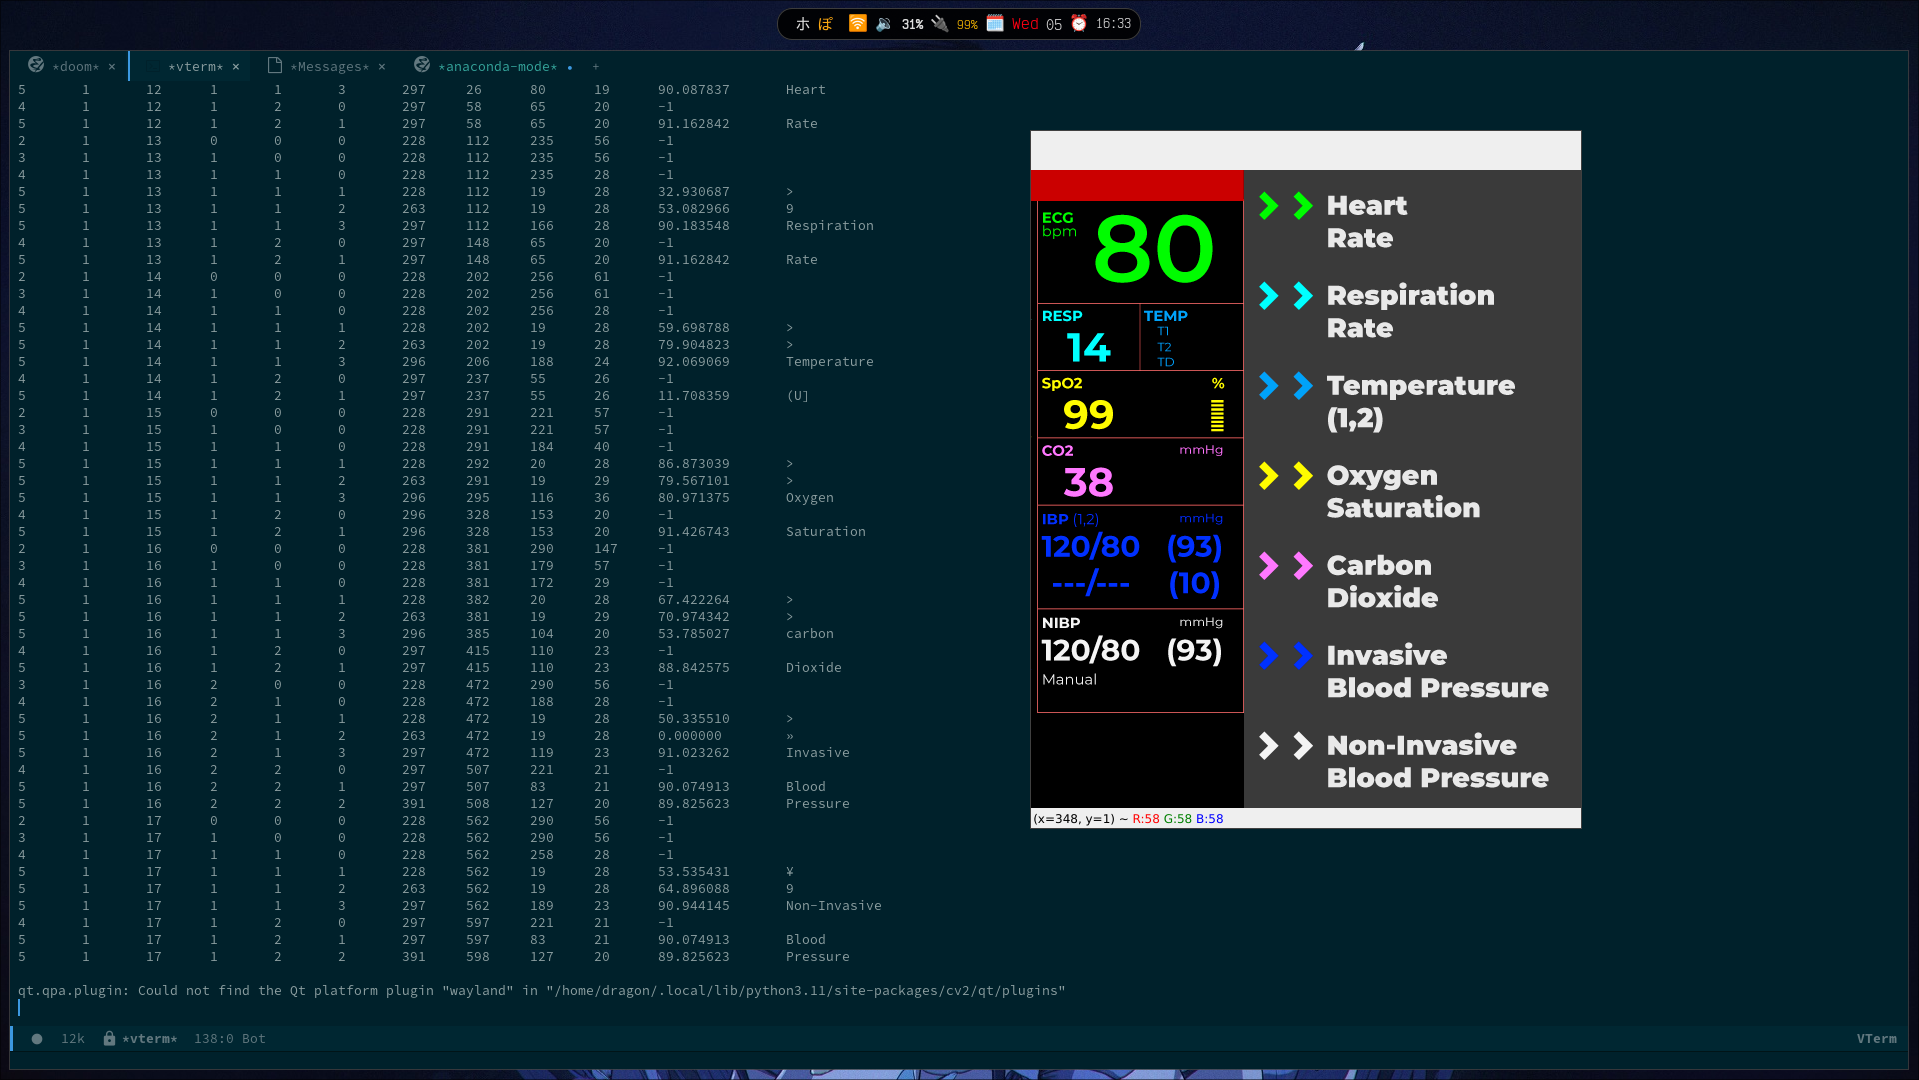 ホ ぽ 31% 99% Wed 05 16:33
*doom* × *vterm* × *Messages* × *anaconda-mode* • +
5 1 12 1 1 3 297 26 80 19 90.087837 Heart
4 1 12 1 2 0 297 58 65 20 -1
5 1 12 1 2 1 297 58 65 20 91.162842 Rate
2 1 13 0 0 0 228 112 235 56 -1
3 1 13 1 0 0 228 112 235 56 -1
4 1 13 1 1 0 228 112 235 28 -1
5 1 13 1 1 1 228 112 19 28 32.930687 >
5 1 13 1 1 2 263 112 19 28 53.082966 9
5 1 13 1 1 3 297 112 166 28 90.183548 Respiration
4 1 13 1 2 0 297 148 65 20 -1
5 1 13 1 2 1 297 148 65 20 91.162842 Rate
2 1 14 0 0 0 228 202 256 61 -1
3 1 14 1 0 0 228 202 256 61 -1
4 1 14 1 1 0 228 202 256 28 -1
5 1 14 1 1 1 228 202 19 28 59.698788 >
5 1 14 1 1 2 263 202 19 28 79.904823 >
5 1 14 1 1 3 296 206 188 24 92.069069 Temperature
4 1 14 1 2 0 297 237 55 26 -1
5 1 14 1 2 1 297 237 55 26 11.708359 (U]
2 1 15 0 0 0 228 291 221 57 -1
3 1 15 1 0 0 228 291 221 57 -1
4 1 15 1 1 0 228 291 184 40 -1
5 1 15 1 1 1 228 292 20 28 86.873039 >
5 1 15 1 1 2 263 291 19 29 79.567101 >
5 1 15 1 1 3 296 295 116 36 80.971375 Oxygen
4 1 15 1 2 0 296 328 153 20 -1
5 1 15 1 2 1 296 328 153 20 91.426743 Saturation
2 1 16 0 0 0 228 381 290 147 -1
3 1 16 1 0 0 228 381 179 57 -1
4 1 16 1 1 0 228 381 172 29 -1
5 1 16 1 1 1 228 382 20 28 67.422264 >
5 1 16 1 1 2 263 381 19 29 70.974342 >
5 1 16 1 1 3 296 385 104 20 53.785027 carbon
4 1 16 1 2 0 297 415 110 23 -1
5 1 16 1 2 1 297 415 110 23 88.842575 Dioxide
3 1 16 2 0 0 228 472 290 56 -1
4 1 16 2 1 0 228 472 188 28 -1
5 1 16 2 1 1 228 472 19 28 50.335510 >
5 1 16 2 1 2 263 472 19 28 0.000000 »
5 1 16 2 1 3 297 472 119 23 91.023262 Invasive
4 1 16 2 2 0 297 507 221 21 -1
5 1 16 2 2 1 297 507 83 21 90.074913 Blood
5 1 16 2 2 2 391 508 127 20 89.825623 Pressure
2 1 17 0 0 0 228 562 290 56 -1
3 1 17 1 0 0 228 562 290 56 -1
4 1 17 1 1 0 228 562 258 28 -1
5 1 17 1 1 1 228 562 19 28 53.535431 ¥
5 1 17 1 1 2 263 562 19 28 64.896088 9
5 1 17 1 1 3 297 562 189 23 90.944145 Non-Invasive
4 1 17 1 2 0 297 597 221 21 -1
5 1 17 1 2 1 297 597 83 21 90.074913 Blood
5 1 17 1 2 2 391 598 127 20 89.825623 Pressure
qt.qpa.plugin: Could not find the Qt platform plugin "wayland" in "/home/dragon/.local/lib/python3.11/site-packages/cv2/qt/plugins"
12k *vterm* 138:0 Bot VTerm
ECG
bpm
80
RESP
14
TEMP
T1
T2
TD
SpO2 %
99
CO2 mmHg
38
IBP (1,2) mmHg
120/80 (93)
---/--- (10)
NIBP mmHg
120/80 (93)
Manual
Heart
Rate
Respiration
Rate
Temperature
(1,2)
Oxygen
Saturation
Carbon
Dioxide
Invasive
Blood Pressure
Non-Invasive
Blood Pressure
(x=348, y=1) ~ R:58 G:58 B:58